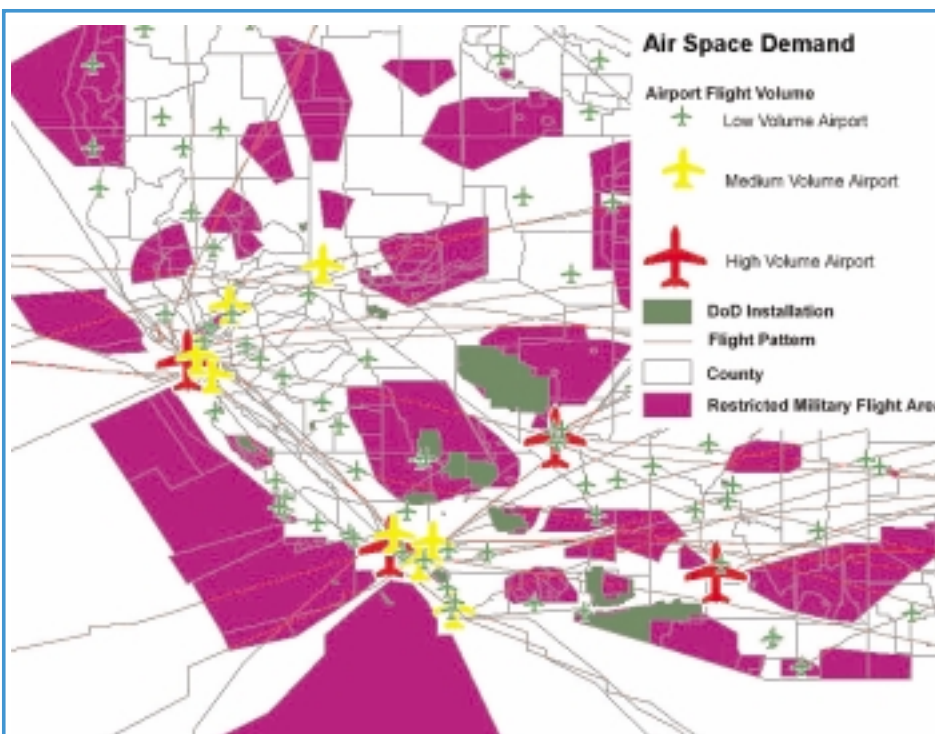 Air Space Demand
Airport Flight Volume
Low Volume Airport
Medium Volume Airport
High Volume Airport
DoD Installation
Flight Pattern
County
Restricted Military Flight Area